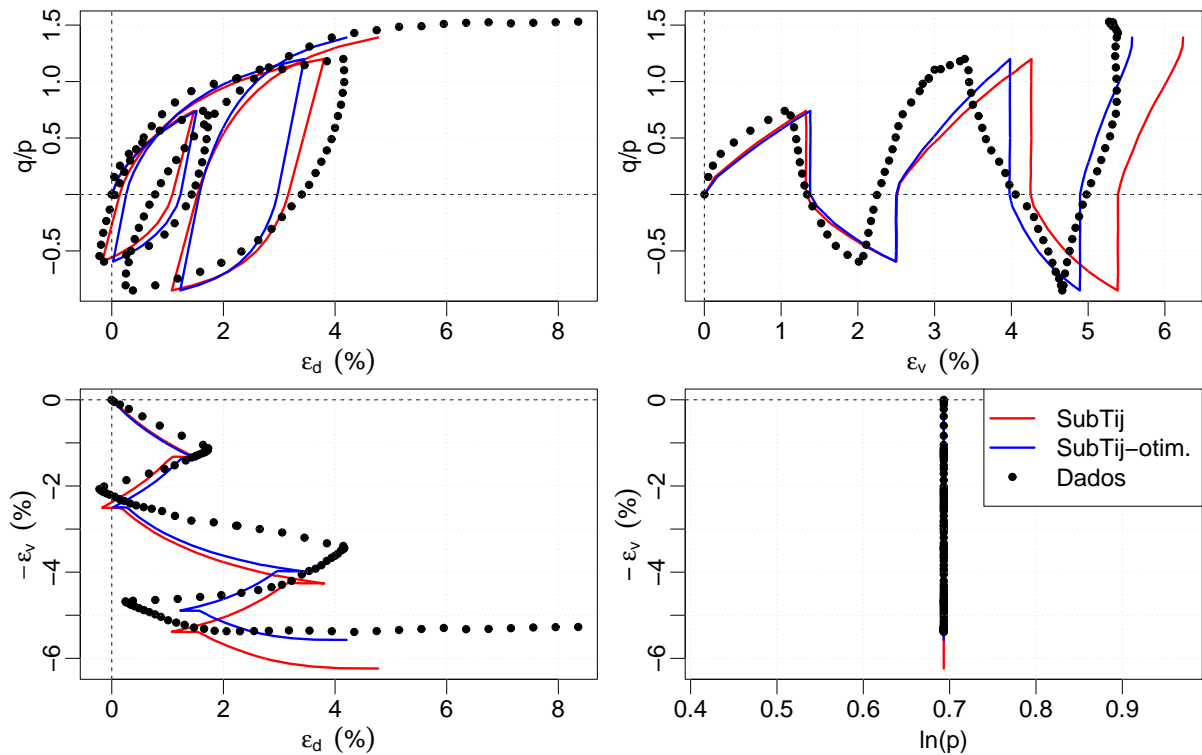 1.5
1.0
0.5
0
−0.5
q/p
0 2 4 6 8
εd (%)
1.5
1.0
0.5
0
−0.5
q/p
0 1 2 3 4 5 6
εv (%)
0
−2
−4
−6
− εv (%)
0 2 4 6 8
εd (%)
0
−2
−4
−6
− εv (%)
0.4 0.5 0.6 0.7 0.8 0.9
ln(p)
SubTij
SubTij−otim.
Dados